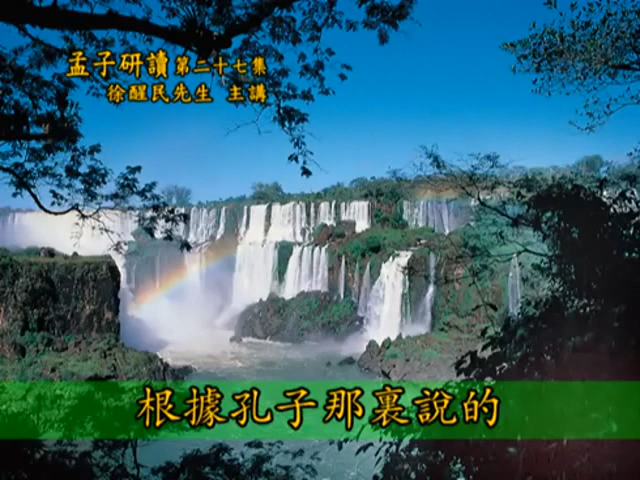 孟子研讀 第二十七集
徐醒民先生 主講
根據孔子那裏說的